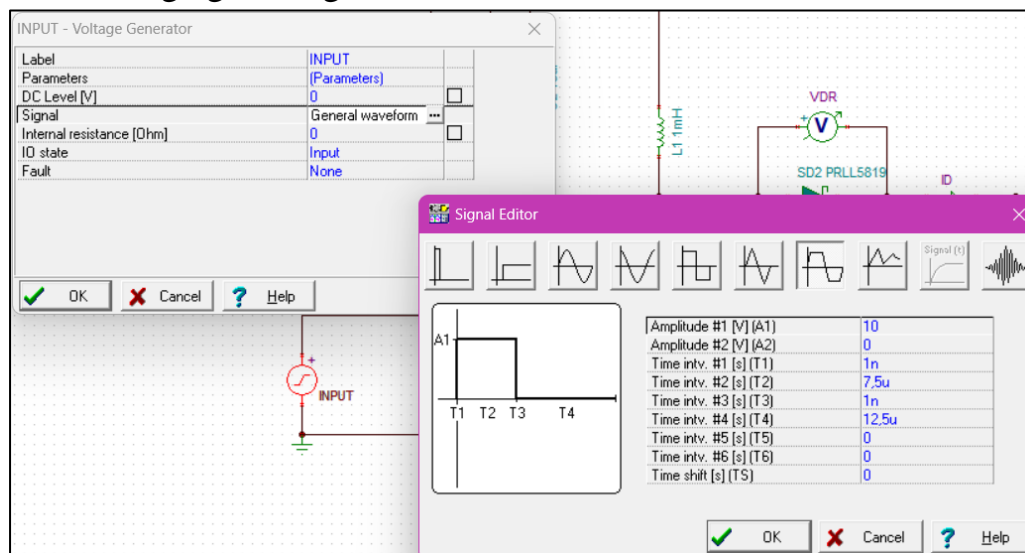 INPUT - Voltage Generator
Label INPUT
Parameters (Parameters)
DC Level [V] 0
Signal General waveform ...
Internal resistance [Ohm] 0
IO state Input
Fault None
OK Cancel ? Help
INPUT
L1 1mH
VDR
+ V
SD2 PRLL5819
ID
Signal Editor
Signal (t)
A1
T1 T2 T3 T4
Amplitude #1 [V] (A1) 10
Amplitude #2 [V] (A2) 0
Time intv. #1 [s] (T1) 1n
Time intv. #2 [s] (T2) 7,5u
Time intv. #3 [s] (T3) 1n
Time intv. #4 [s] (T4) 12,5u
Time intv. #5 [s] (T5) 0
Time intv. #6 [s] (T6) 0
Time shift [s] (TS) 0
OK Cancel ? Help